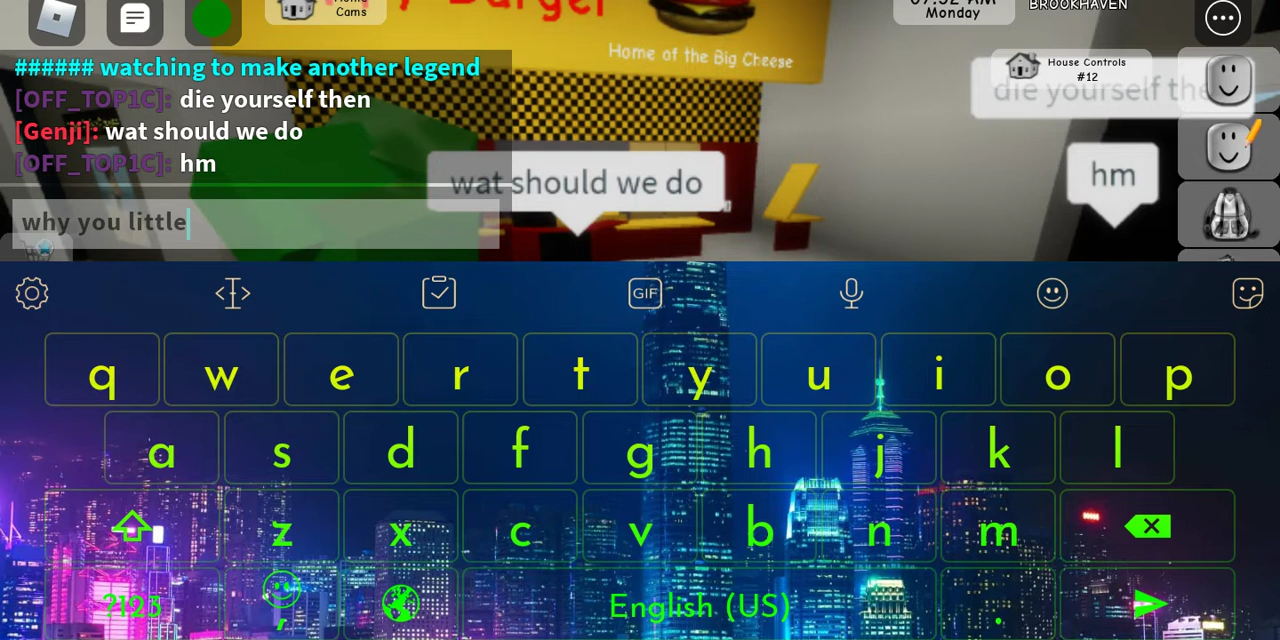 Cams
Burger
Home of the Big Cheese
Monday
BROOKHAVEN
House Controls
#12
###### watching to make another legend
[OFF_TOP1C]: die yourself then
[Genji]: wat should we do
[OFF_TOP1C]: hm
die yourself the
wat should we do
hm
why you little
GIF
q w e r t y u i o p
a s d f g h j k l
z x c v b n m
?123 , English (US) .